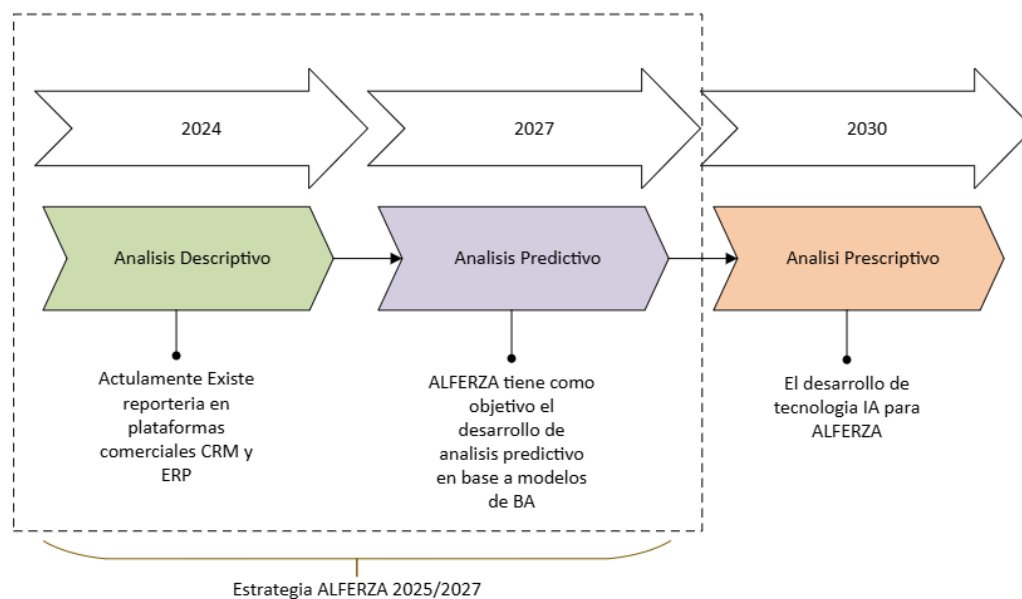 2024
2027
2030
Analisis Descriptivo
Analisis Predictivo
Analisi Prescriptivo
Actulamente Existe
reporteria en
plataformas
comerciales CRM y
ERP
ALFERZA tiene como
objetivo el
desarrollo de
analisis predictivo
en base a modelos
de BA
El desarrollo de
tecnologia IA para
ALFERZA
Estrategia ALFERZA 2025/2027